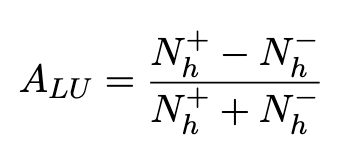 A_{LU} = \frac{N_h^+ - N_h^-}{N_h^+ + N_h^-}